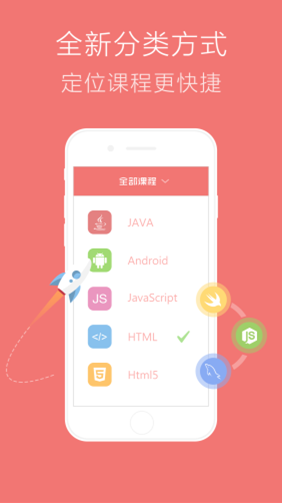 全新分类方式
定位课程更快捷
全部课程
JAVA
Android
JS
JavaScript
</>
HTML
JS
5
Html5